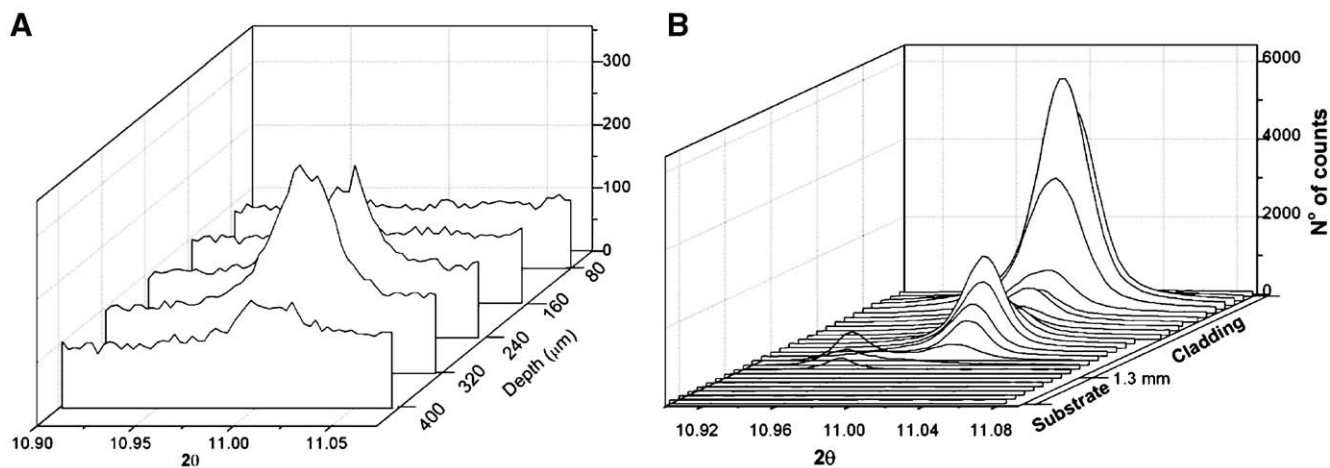 A
300
200
100
0
80
160
240
320
400
Depth (μm)
10.90
10.95
11.00
11.05
2θ
B
6000
4000
2000
0
N° of counts
Cladding
1.3 mm
Substrate
10.92
10.96
11.00
11.04
11.08
2θ